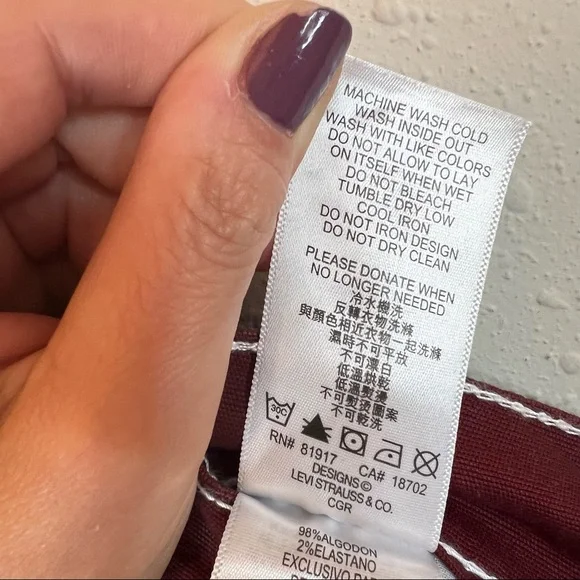 MACHINE WASH COLD
WASH INSIDE OUT
WASH WITH LIKE COLORS
DO NOT ALLOW TO LAY
ON ITSELF WHEN WET
DO NOT BLEACH
TUMBLE DRY LOW
COOL IRON
DO NOT IRON DESIGN
DO NOT DRY CLEAN
PLEASE DONATE WHEN
NO LONGER NEEDED
冷水樹洗
反轉衣物洗滌
與顏色相近衣物一起洗滌
濕時不可平放
不可漂白
低溫烘乾
低溫熨燙
不可熨燙圖案
不可乾洗
30C
RN# 81917 CA# 18702
DESIGNS ©
LEVI STRAUSS & CO.
CGR
98%ALGODON
2%ELASTANO
EXCLUSIVO